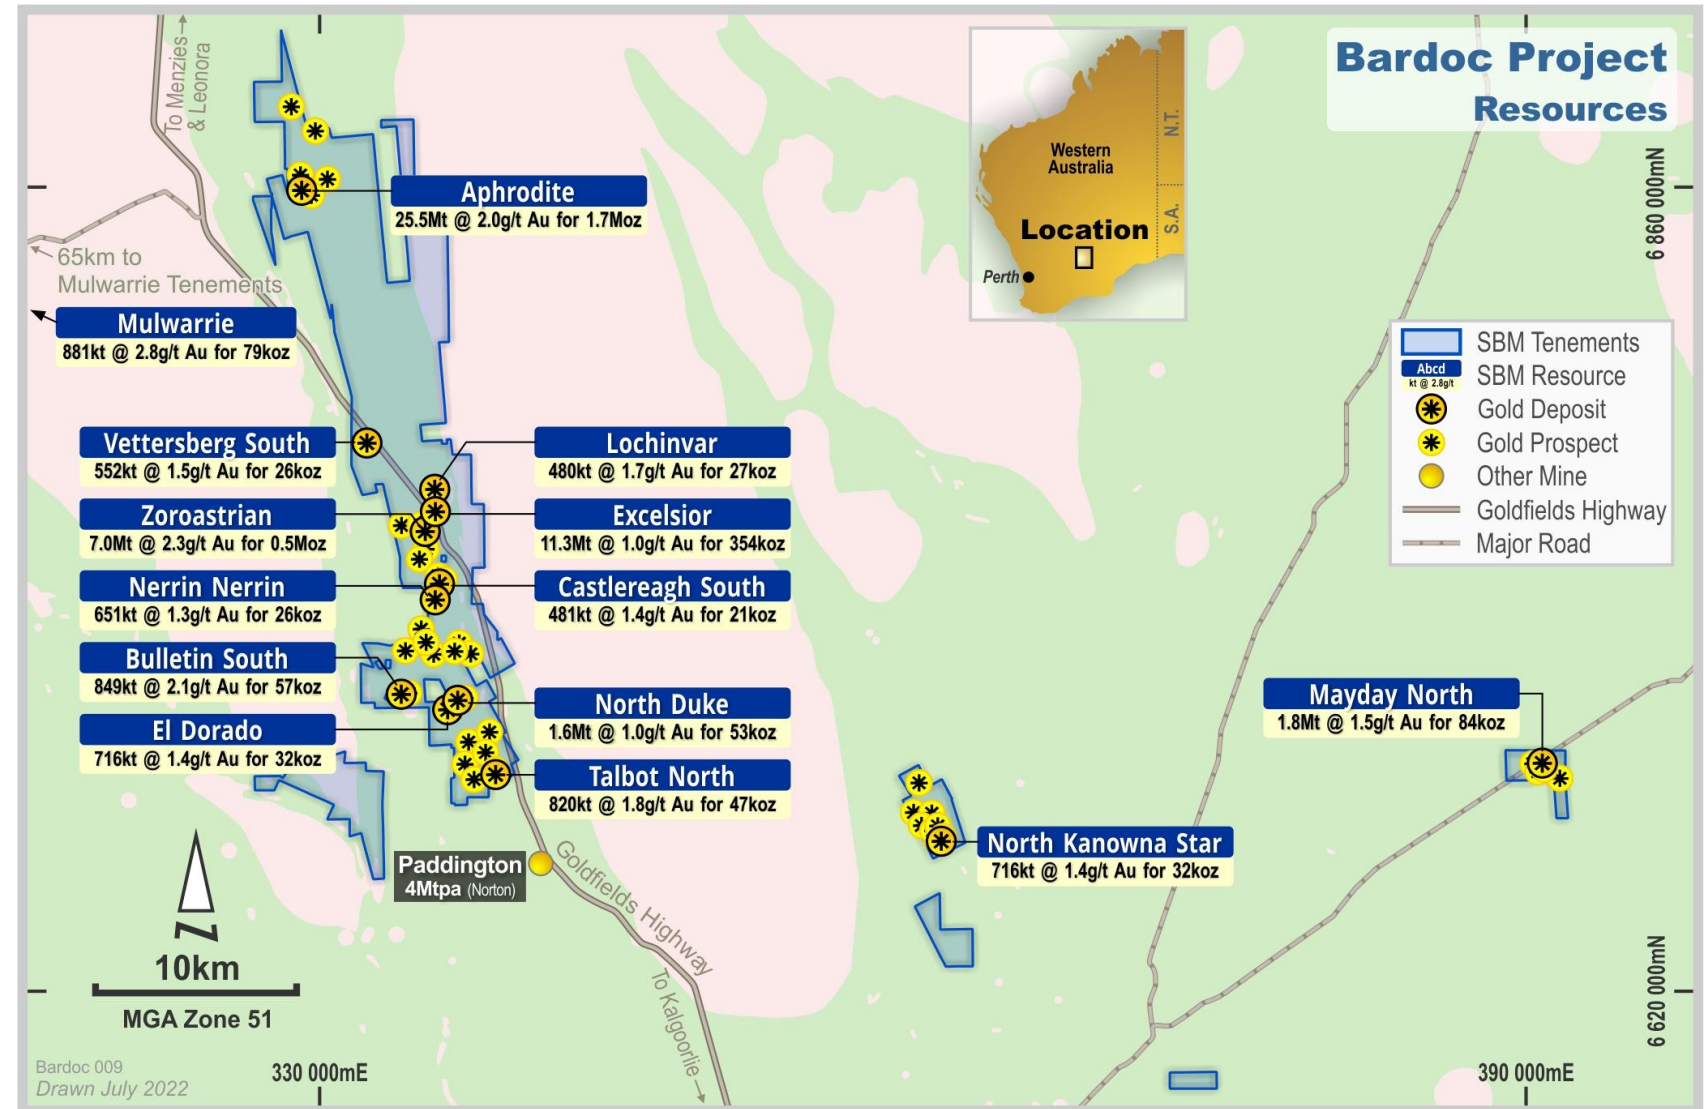 Bardoc Project
Resources
To Menzies
& Leonora
Western
Australia
N.T.
S.A.
Location
Perth
6 860 000mN
Aphrodite
25.5Mt @ 2.0g/t Au for 1.7Moz
65km to
Mulwarrie Tenements
Mulwarrie
881kt @ 2.8g/t Au for 79koz
SBM Tenements
Abcd
kt @ 2.8g/t
SBM Resource
Gold Deposit
Gold Prospect
Other Mine
Goldfields Highway
Major Road
Vettersberg South
552kt @ 1.5g/t Au for 26koz
Lochinvar
480kt @ 1.7g/t Au for 27koz
Zoroastrian
7.0Mt @ 2.3g/t Au for 0.5Moz
Excelsior
11.3Mt @ 1.0g/t Au for 354koz
Nerrin Nerrin
651kt @ 1.3g/t Au for 26koz
Castlereagh South
481kt @ 1.4g/t Au for 21koz
Bulletin South
849kt @ 2.1g/t Au for 57koz
North Duke
1.6Mt @ 1.0g/t Au for 53koz
El Dorado
716kt @ 1.4g/t Au for 32koz
Talbot North
820kt @ 1.8g/t Au for 47koz
Mayday North
1.8Mt @ 1.5g/t Au for 84koz
North Kanowna Star
716kt @ 1.4g/t Au for 32koz
Paddington
4Mtpa (Norton)
Goldfields Highway
To Kalgoorlie
N
10km
MGA Zone 51
6 620 000mN
Bardoc 009
Drawn July 2022
330 000mE
390 000mE